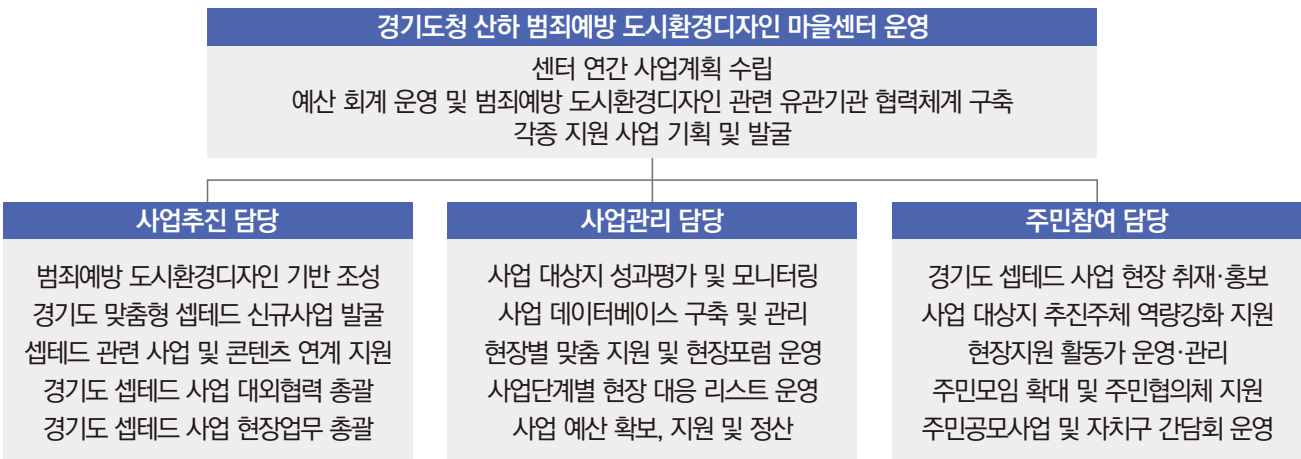 경기도청 산하 범죄예방 도시환경디자인 마을센터 운영
센터 연간 사업계획 수립
예산 회계 운영 및 범죄예방 도시환경디자인 관련 유관기관 협력체계 구축
각종 지원 사업 기획 및 발굴
사업추진 담당
범죄예방 도시환경디자인 기반 조성
경기도 맞춤형 셉테드 신규사업 발굴
셉테드 관련 사업 및 콘텐츠 연계 지원
경기도 셉테드 사업 대외협력 총괄
경기도 셉테드 사업 현장업무 총괄
사업관리 담당
사업 대상지 성과평가 및 모니터링
사업 데이터베이스 구축 및 관리
현장별 맞춤 지원 및 현장포럼 운영
사업단계별 현장 대응 리스트 운영
사업 예산 확보, 지원 및 정산
주민참여 담당
경기도 셉테드 사업 현장 취재·홍보
사업 대상지 추진주체 역량강화 지원
현장지원 활동가 운영·관리
주민모임 확대 및 주민협의체 지원
주민공모사업 및 자치구 간담회 운영